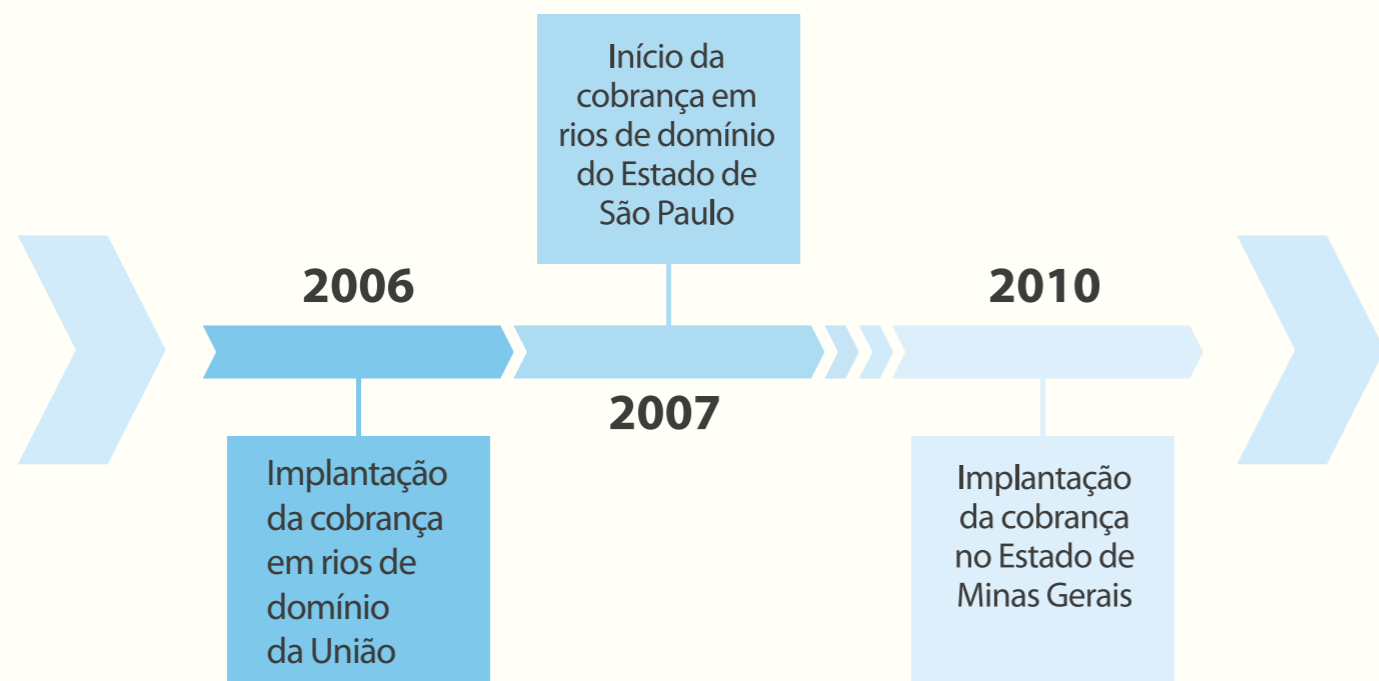 Início da
cobrança em
rios de domínio
do Estado de
São Paulo
2006
2010
2007
Implantação
da cobrança
em rios de
domínio
da União
Implantação
da cobrança
no Estado de
Minas Gerais